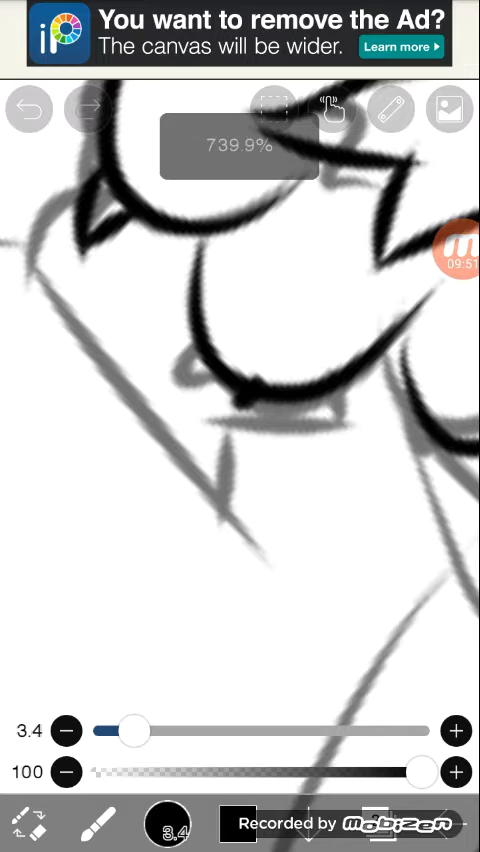 You want to remove the Ad?
The canvas will be wider.
Learn more
iP
739.9%
09:51
3.4
100
3.4
Recorded by mobizen